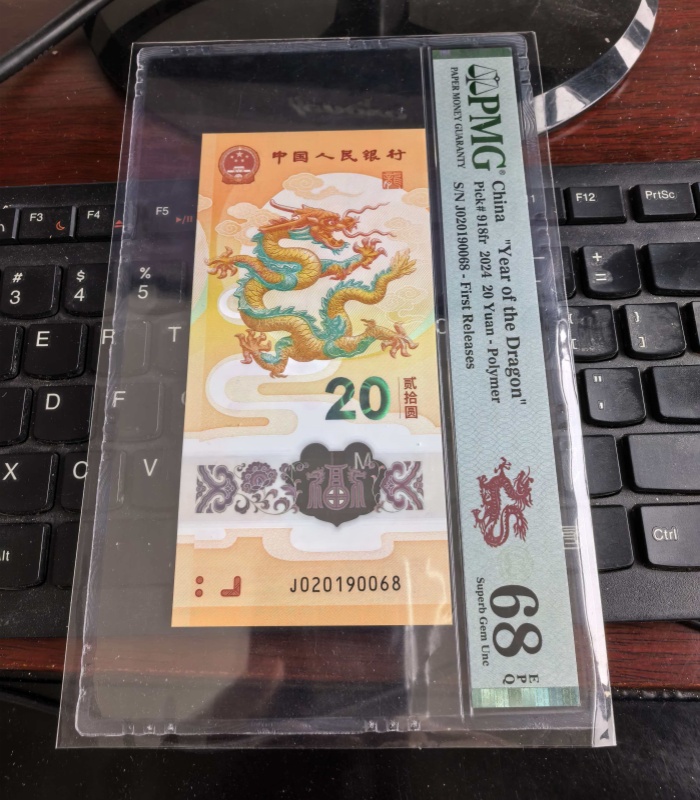 中国人民银行
20
贰拾圆
J020190068
PMG®
PAPER MONEY GUARANTY
China "Year of the Dragon"
Pick# 918fr 2024 20 Yuan - Polymer
S/N J020190068 - First Releases
68
EPQ
Superb Gem Unc
F3
F4
F5
F12
PrtSc
#
3
$
4
%
5
+
=
E
R
T
}
]
D
F
"
'
X
C
V
M
Alt
Ctrl